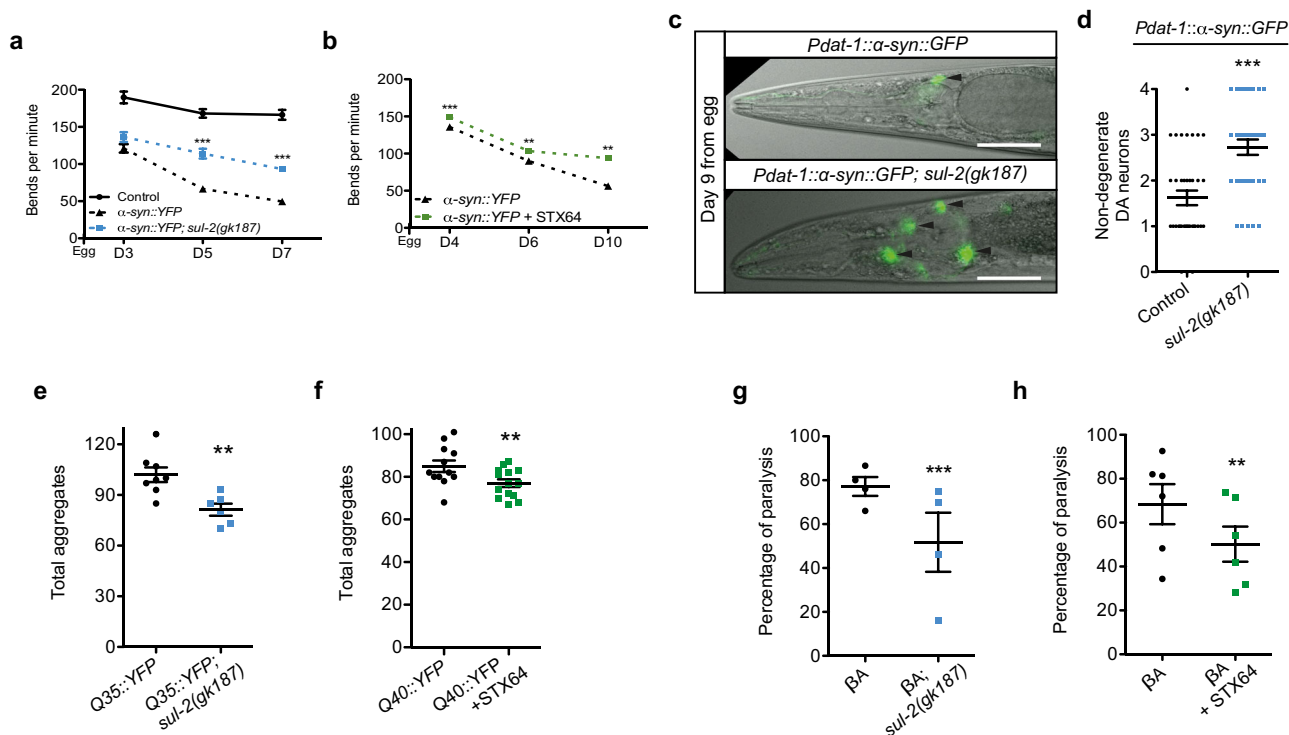 a
200
150
100
50
0
Bends per minute
***
***
Control
α-syn::YFP
α-syn::YFP; sul-2(gk187)
Egg
D3
D5
D7
b
200
150
100
50
0
Bends per minute
***
**
**
α-syn::YFP
α-syn::YFP + STX64
Egg
D4
D6
D10
c
Day 9 from egg
Pdat-1::α-syn::GFP
Pdat-1::α-syn::GFP; sul-2(gk187)
d
Pdat-1::α-syn::GFP
***
4
3
2
1
0
Non-degenerate
DA neurons
Control
sul-2(gk187)
e
120
90
60
30
0
Total aggregates
**
Q35::YFP
Q35::YFP;
sul-2(gk187)
f
100
80
60
40
20
0
Total aggregates
**
Q40::YFP
Q40::YFP
+STX64
g
100
80
60
40
20
0
Percentage of paralysis
***
βA
βA;
sul-2(gk187)
h
100
80
60
40
20
0
Percentage of paralysis
**
βA
βA
+ STX64